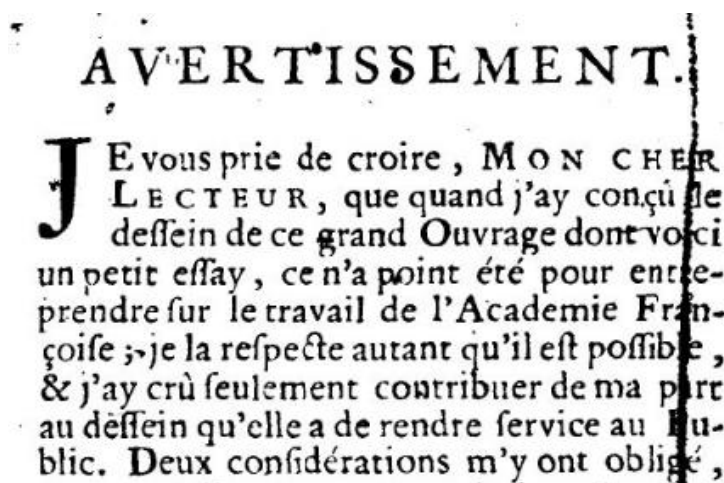 AVERTISSEMENT.
JE vous prie de croire, MON CHER
LECTEUR, que quand j'ay conçû le
deſſein de ce grand Ouvrage dont voici
un petit eſſay, ce n'a point été pour entre-
prendre ſur le travail de l'Academie Fran-
çoiſe; je la reſpecte autant qu'il eſt poſſible,
& j'ay crû ſeulement contribuer de ma part
au deſſein qu'elle a de rendre ſervice au Pu-
blic. Deux conſidérations m'y ont obligé,